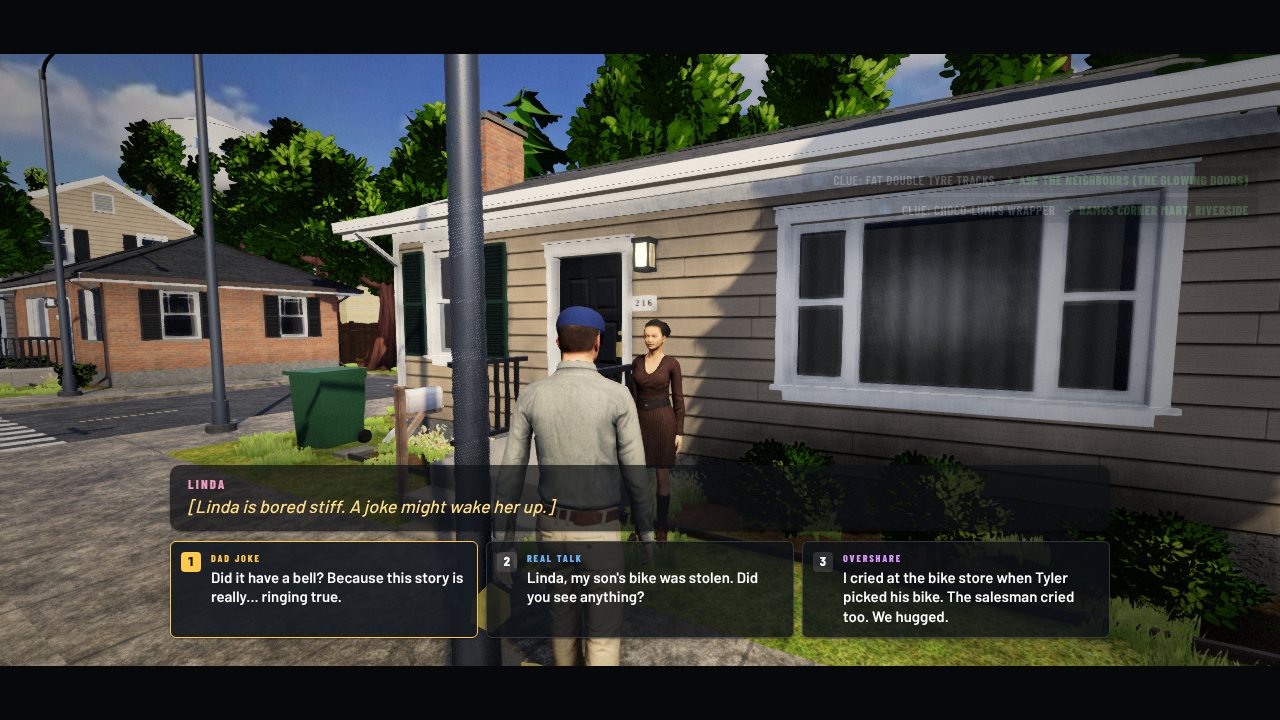 CLUE: FAT DOUBLE TYRE TRACKS → ASK THE NEIGHBOURS (THE GLOWING DOORS)
CLUE: CHOCO-LUMPS WRAPPER → RAMOS CORNER MART, RIVERSIDE
216
LINDA
[Linda is bored stiff. A joke might wake her up.]
1 DAD JOKE
Did it have a bell? Because this story is
really... ringing true.
2 REAL TALK
Linda, my son's bike was stolen. Did
you see anything?
3 OVERSHARE
I cried at the bike store when Tyler
picked his bike. The salesman cried
too. We hugged.